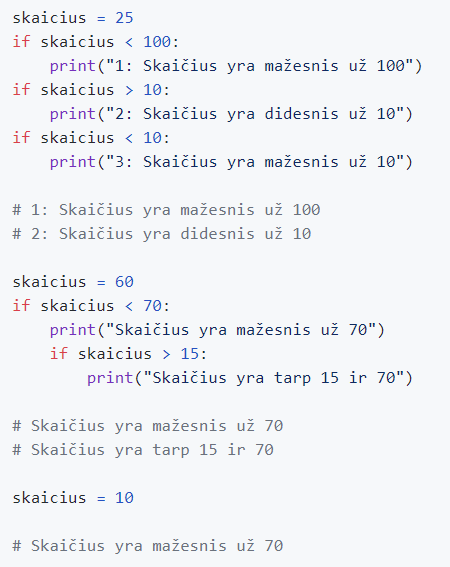 skaicius = 25
if skaicius < 100:
    print("1: Skaičius yra mažesnis už 100")
if skaicius > 10:
    print("2: Skaičius yra didesnis už 10")
if skaicius < 10:
    print("3: Skaičius yra mažesnis už 10")

# 1: Skaičius yra mažesnis už 100
# 2: Skaičius yra didesnis už 10

skaicius = 60
if skaicius < 70:
    print("Skaičius yra mažesnis už 70")
    if skaicius > 15:
        print("Skaičius yra tarp 15 ir 70")

# Skaičius yra mažesnis už 70
# Skaičius yra tarp 15 ir 70

skaicius = 10

# Skaičius yra mažesnis už 70